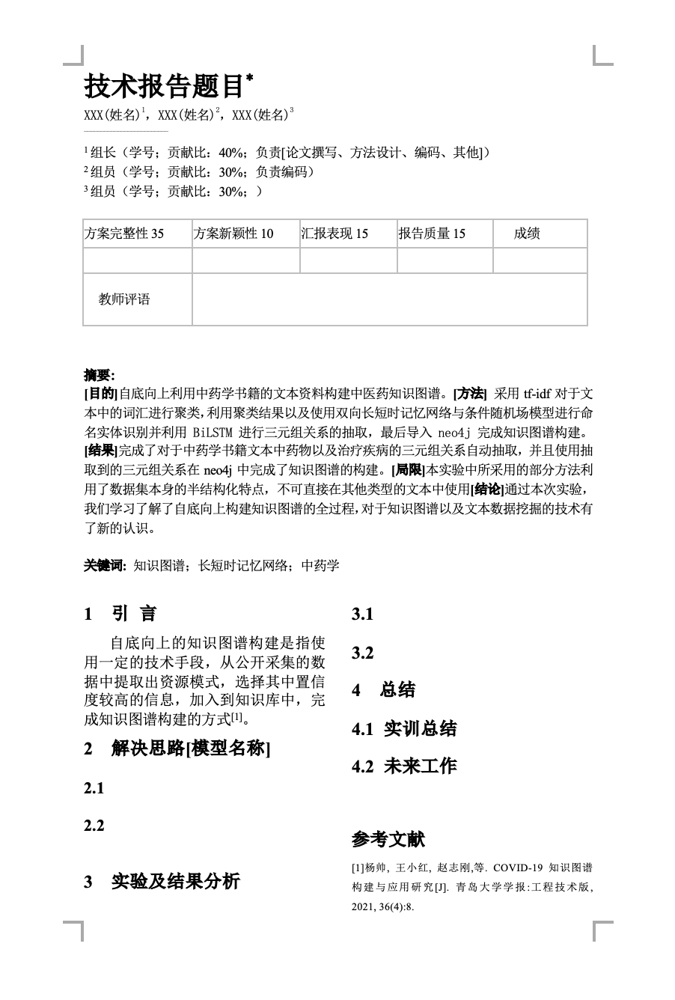 技术报告题目*
XXX(姓名)1，XXX(姓名)2，XXX(姓名)3
1 组长（学号；贡献比：40%；负责[论文撰写、方法设计、编码、其他]）
2 组员（学号；贡献比：30%；负责编码）
3 组员（学号；贡献比：30%；）
方案完整性 35 方案新颖性 10 汇报表现 15 报告质量 15 成绩
教师评语
摘要:
[目的]自底向上利用中药学书籍的文本资料构建中医药知识图谱。[方法] 采用 tf-idf 对于文
本中的词汇进行聚类，利用聚类结果以及使用双向长短时记忆网络与条件随机场模型进行命
名实体识别并利用 BiLSTM 进行三元组关系的抽取，最后导入 neo4j 完成知识图谱构建。
[结果]完成了对于中药学书籍文本中药物以及治疗疾病的三元组关系自动抽取，并且使用抽
取到的三元组关系在 neo4j 中完成了知识图谱的构建。[局限]本实验中所采用的部分方法利
用了数据集本身的半结构化特点，不可直接在其他类型的文本中使用[结论]通过本次实验，
我们学习了解了自底向上构建知识图谱的全过程，对于知识图谱以及文本数据挖掘的技术有
了新的认识。
关键词: 知识图谱；长短时记忆网络；中药学
1 引 言
自底向上的知识图谱构建是指使
用一定的技术手段，从公开采集的数
据中提取出资源模式，选择其中置信
度较高的信息，加入到知识库中，完
成知识图谱构建的方式[1]。
2 解决思路[模型名称]
2.1
2.2
3 实验及结果分析
3.1
3.2
4 总结
4.1 实训总结
4.2 未来工作
参考文献
[1]杨帅, 王小红, 赵志刚,等. COVID-19 知识图谱
构建与应用研究[J]. 青岛大学学报:工程技术版,
2021, 36(4):8.